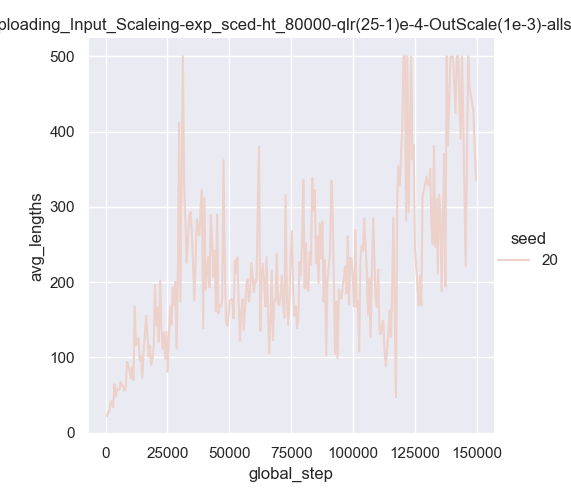 ploading_Input_Scaleing-exp_sced-ht_80000-qlr(25-1)e-4-OutScale(1e-3)-alls
500
400
300
200
100
0
avg_lengths
0 25000 50000 75000 100000 125000 150000
global_step
seed
20